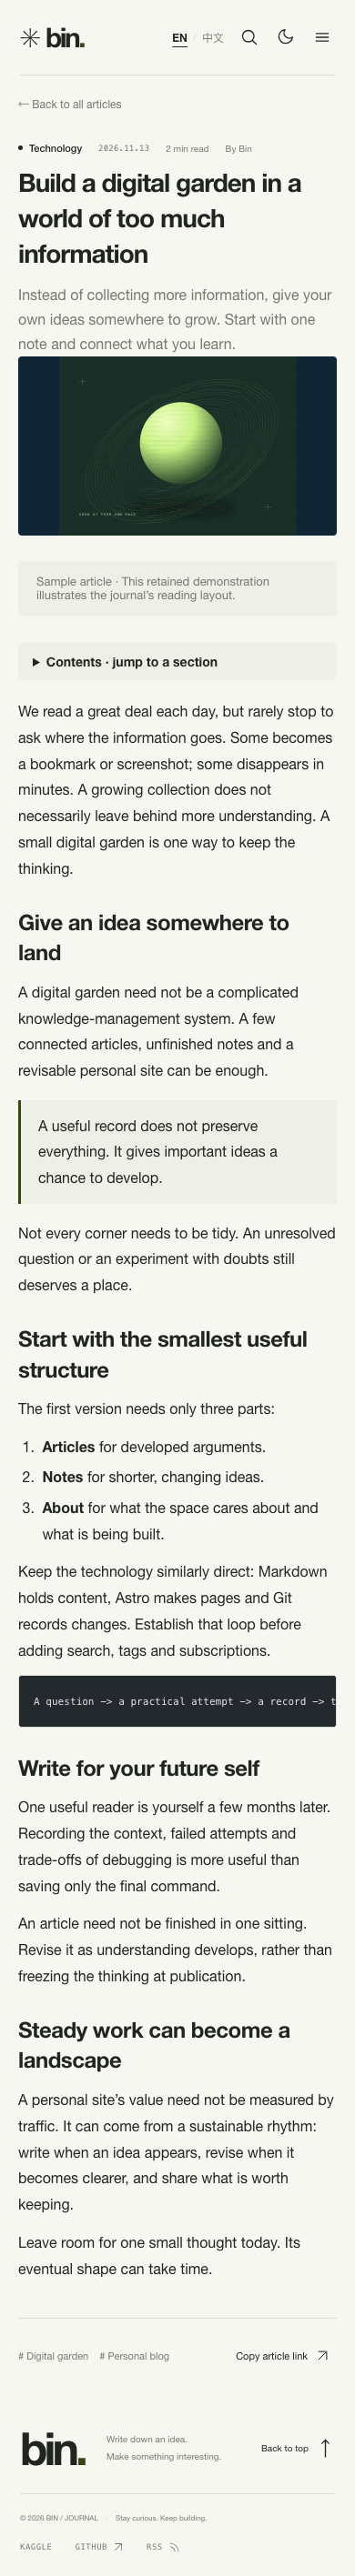 bin.
EN / 中文
← Back to all articles
Technology 2026.11.13 2 min read By Bin
Build a digital garden in a
world of too much
information
Instead of collecting more information, give your
own ideas somewhere to grow. Start with one
note and connect what you learn.
Sample article · This retained demonstration
illustrates the journal’s reading layout.
Contents · jump to a section
We read a great deal each day, but rarely stop to
ask where the information goes. Some becomes
a bookmark or screenshot; some disappears in
minutes. A growing collection does not
necessarily leave behind more understanding. A
small digital garden is one way to keep the
thinking.
Give an idea somewhere to
land
A digital garden need not be a complicated
knowledge-management system. A few
connected articles, unfinished notes and a
revisable personal site can be enough.
A useful record does not preserve
everything. It gives important ideas a
chance to develop.
Not every corner needs to be tidy. An unresolved
question or an experiment with doubts still
deserves a place.
Start with the smallest useful
structure
The first version needs only three parts:
1. Articles for developed arguments.
2. Notes for shorter, changing ideas.
3. About for what the space cares about and
what is being built.
Keep the technology similarly direct: Markdown
holds content, Astro makes pages and Git
records changes. Establish that loop before
adding search, tags and subscriptions.
A question —> a practical attempt —> a record —> t
Write for your future self
One useful reader is yourself a few months later.
Recording the context, failed attempts and
trade-offs of debugging is more useful than
saving only the final command.
An article need not be finished in one sitting.
Revise it as understanding develops, rather than
freezing the thinking at publication.
Steady work can become a
landscape
A personal site’s value need not be measured by
traffic. It can come from a sustainable rhythm:
write when an idea appears, revise when it
becomes clearer, and share what is worth
keeping.
Leave room for one small thought today. Its
eventual shape can take time.
# Digital garden # Personal blog Copy article link ↗
bin.
Write down an idea.
Make something interesting.
Back to top ↑
© 2026 BIN / JOURNAL / Stay curious. Keep building.
KAGGLE GITHUB ↗ RSS